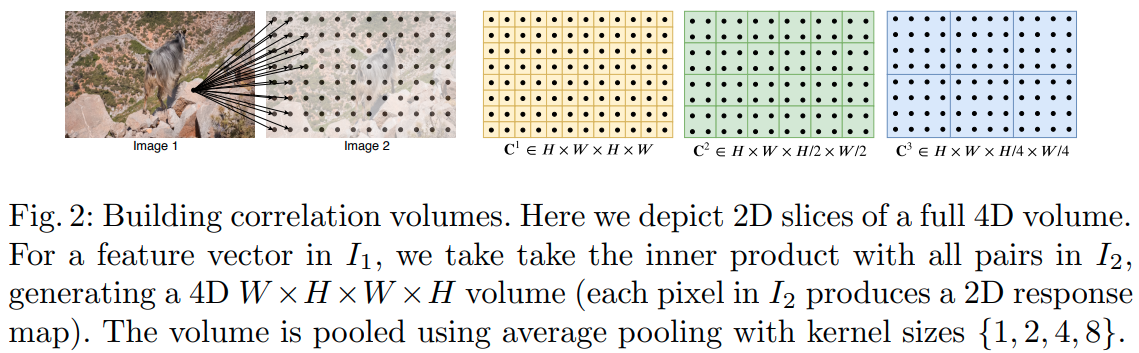 Image 1
Image 2
C¹ ∈ H × W × H × W
C² ∈ H × W × H/2 × W/2
C³ ∈ H × W × H/4 × W/4
Fig. 2: Building correlation volumes. Here we depict 2D slices of a full 4D volume.
For a feature vector in I₁, we take take the inner product with all pairs in I₂,
generating a 4D W × H × W × H volume (each pixel in I₂ produces a 2D response
map). The volume is pooled using average pooling with kernel sizes {1, 2, 4, 8}.